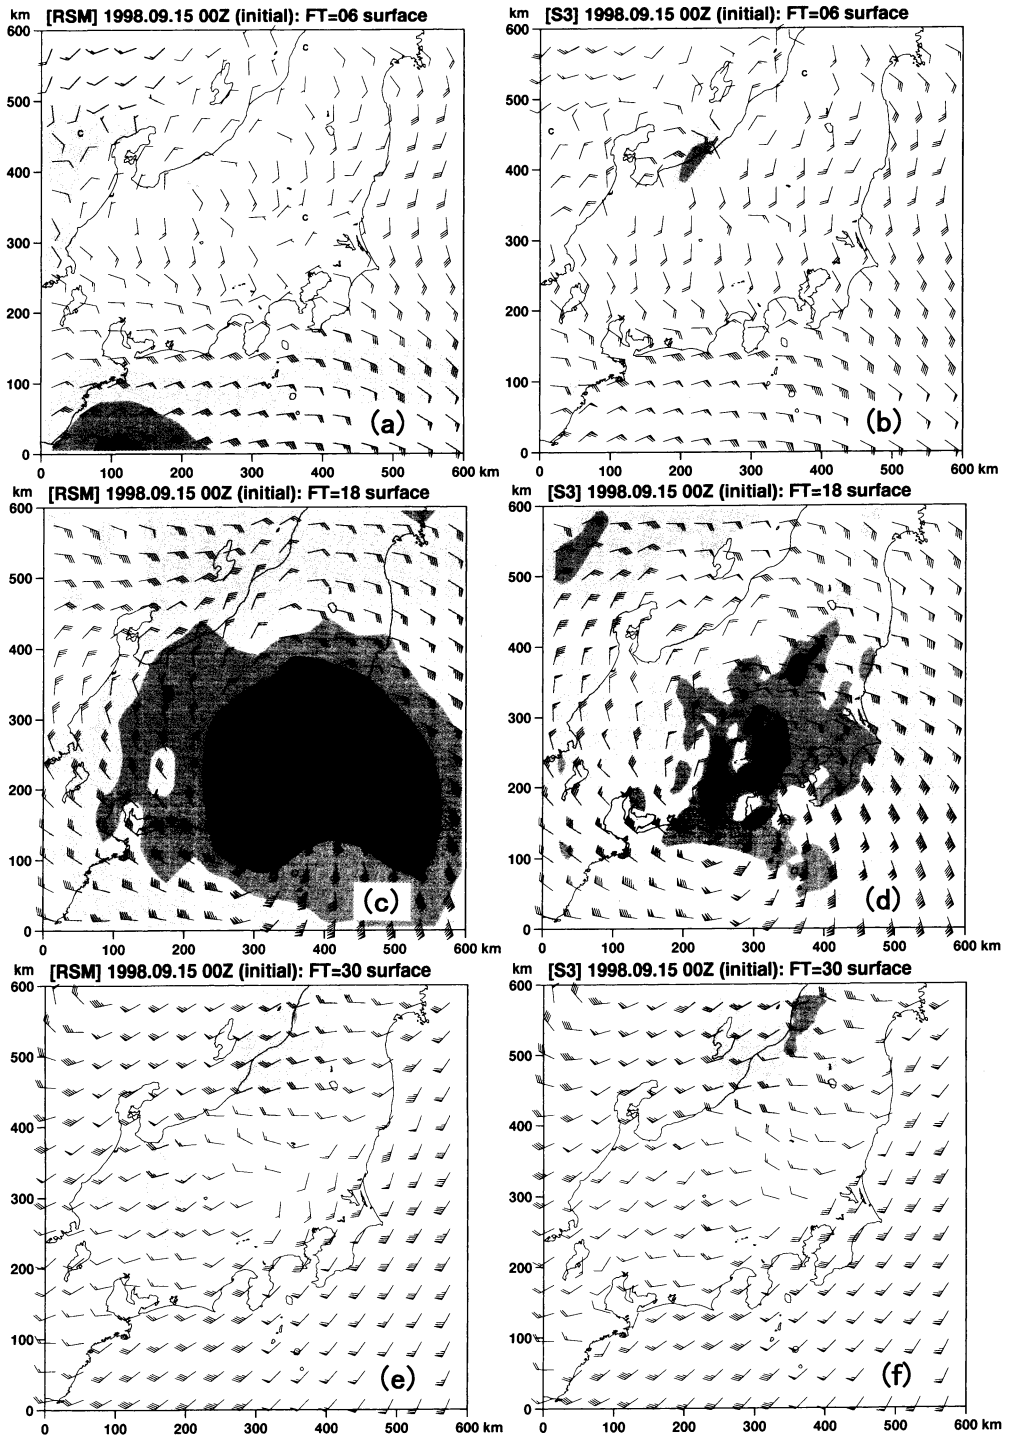 km [RSM] 1998.09.15 00Z (initial): FT=06 surface
600
500
400
300
200
100
0
C
C
C
(a)
0 100 200 300 400 500 600 km
km [S3] 1998.09.15 00Z (initial): FT=06 surface
600
500
400
300
200
100
0
C
C
(b)
0 100 200 300 400 500 600 km
km [RSM] 1998.09.15 00Z (initial): FT=18 surface
600
500
400
300
200
100
0
(c)
0 100 200 300 400 500 600 km
km [S3] 1998.09.15 00Z (initial): FT=18 surface
600
500
400
300
200
100
0
(d)
0 100 200 300 400 500 600 km
km [RSM] 1998.09.15 00Z (initial): FT=30 surface
600
500
400
300
200
100
0
(e)
0 100 200 300 400 500 600 km
km [S3] 1998.09.15 00Z (initial): FT=30 surface
600
500
400
300
200
100
0
(f)
0 100 200 300 400 500 600 km